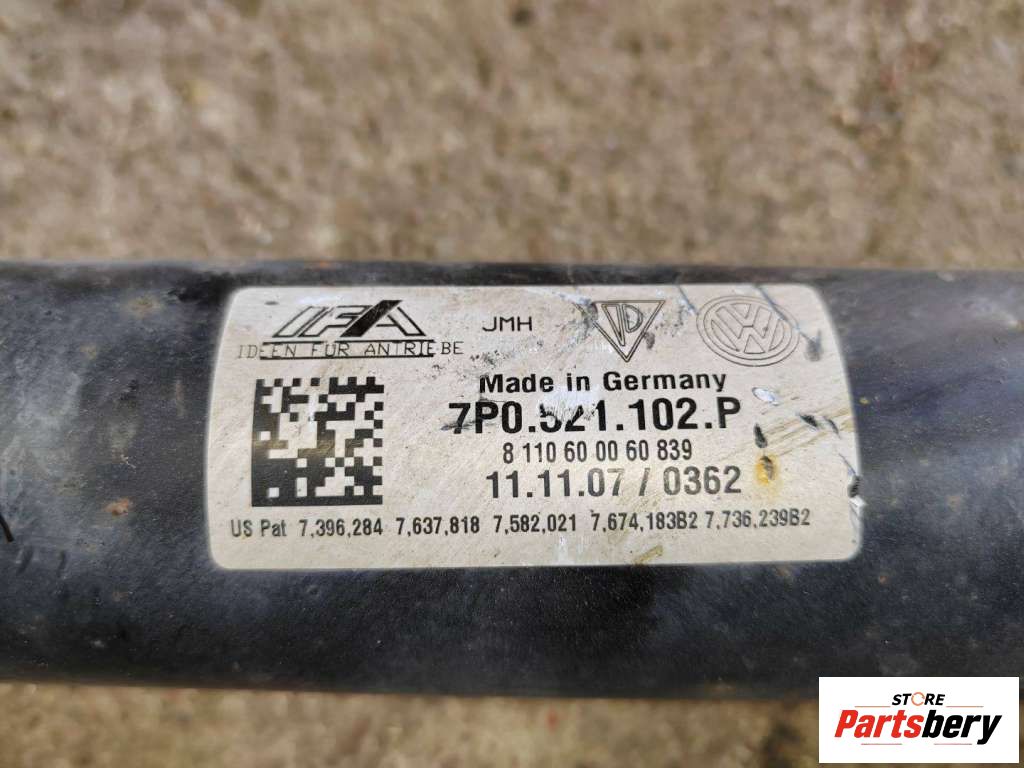 IFA JMH
IDEEN FÜR ANTRIEBE
Made in Germany
7P0.521.102.P
8 110 60 00 60 839
11.11.07 / 0362
US Pat 7,396,284 7,637,818 7,582,021 7,674,183B2 7,736,239B2
STORE
Partsbery